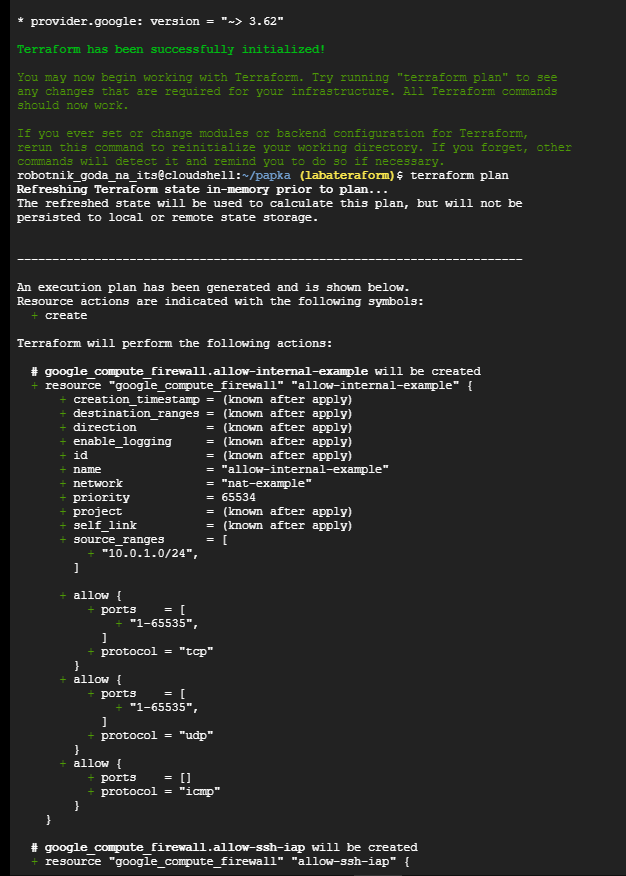 * provider.google: version = "~> 3.62"
Terraform has been successfully initialized!
You may now begin working with Terraform. Try running "terraform plan" to see
any changes that are required for your infrastructure. All Terraform commands
should now work.
If you ever set or change modules or backend configuration for Terraform,
rerun this command to reinitialize your working directory. If you forget, other
commands will detect it and remind you to do so if necessary.
robotnik_goda_na_its@cloudshell:~/papka (labateraform)$ terraform plan
Refreshing Terraform state in-memory prior to plan...
The refreshed state will be used to calculate this plan, but will not be
persisted to local or remote state storage.
------------------------------------------------------------------------
An execution plan has been generated and is shown below.
Resource actions are indicated with the following symbols:
  + create
Terraform will perform the following actions:
  # google_compute_firewall.allow-internal-example will be created
  + resource "google_compute_firewall" "allow-internal-example" {
      + creation_timestamp = (known after apply)
      + destination_ranges = (known after apply)
      + direction          = (known after apply)
      + enable_logging     = (known after apply)
      + id                 = (known after apply)
      + name               = "allow-internal-example"
      + network            = "nat-example"
      + priority           = 65534
      + project            = (known after apply)
      + self_link          = (known after apply)
      + source_ranges      = [
          + "10.0.1.0/24",
        ]
      + allow {
          + ports    = [
              + "1-65535",
            ]
          + protocol = "tcp"
        }
      + allow {
          + ports    = [
              + "1-65535",
            ]
          + protocol = "udp"
        }
      + allow {
          + ports    = []
          + protocol = "icmp"
        }
    }
  # google_compute_firewall.allow-ssh-iap will be created
  + resource "google_compute_firewall" "allow-ssh-iap" {